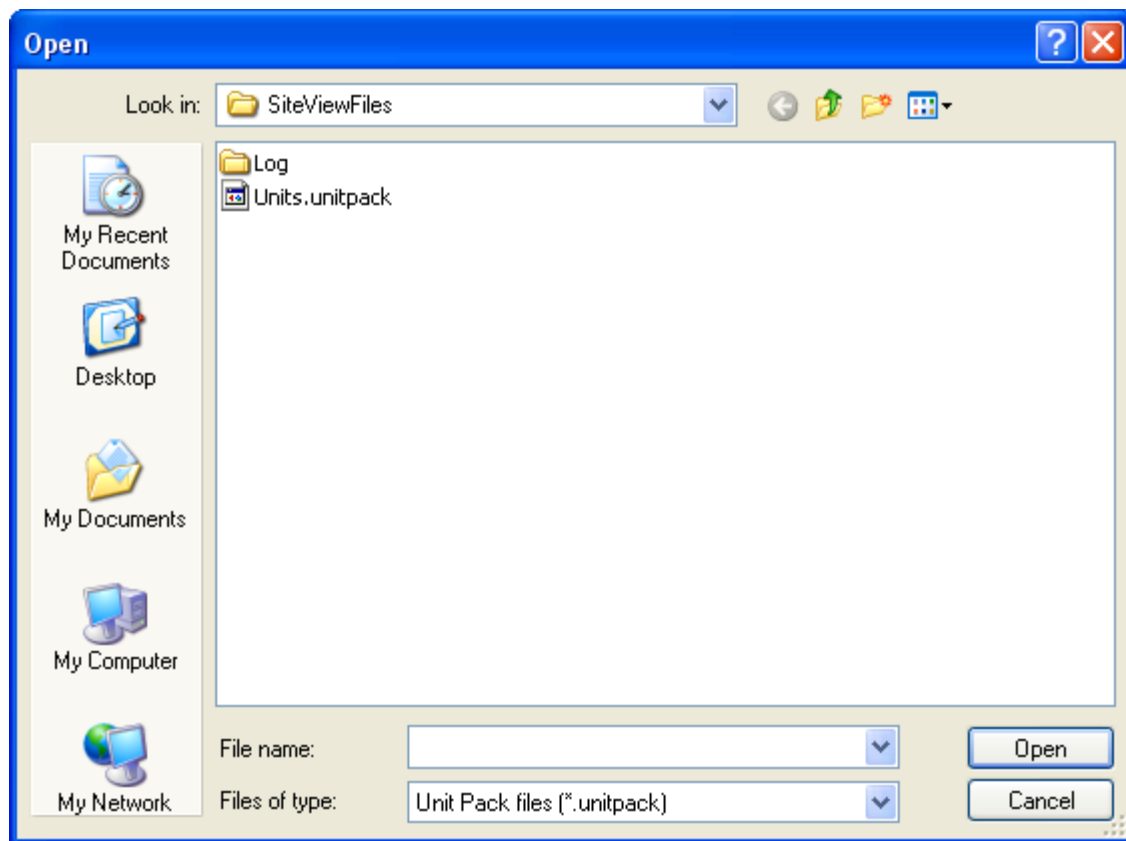 Open
Look in:
SiteViewFiles
Log
Units.unitpack
My Recent
Documents
Desktop
My Documents
My Computer
My Network
File name:
Open
Files of type:
Unit Pack files (*.unitpack)
Cancel